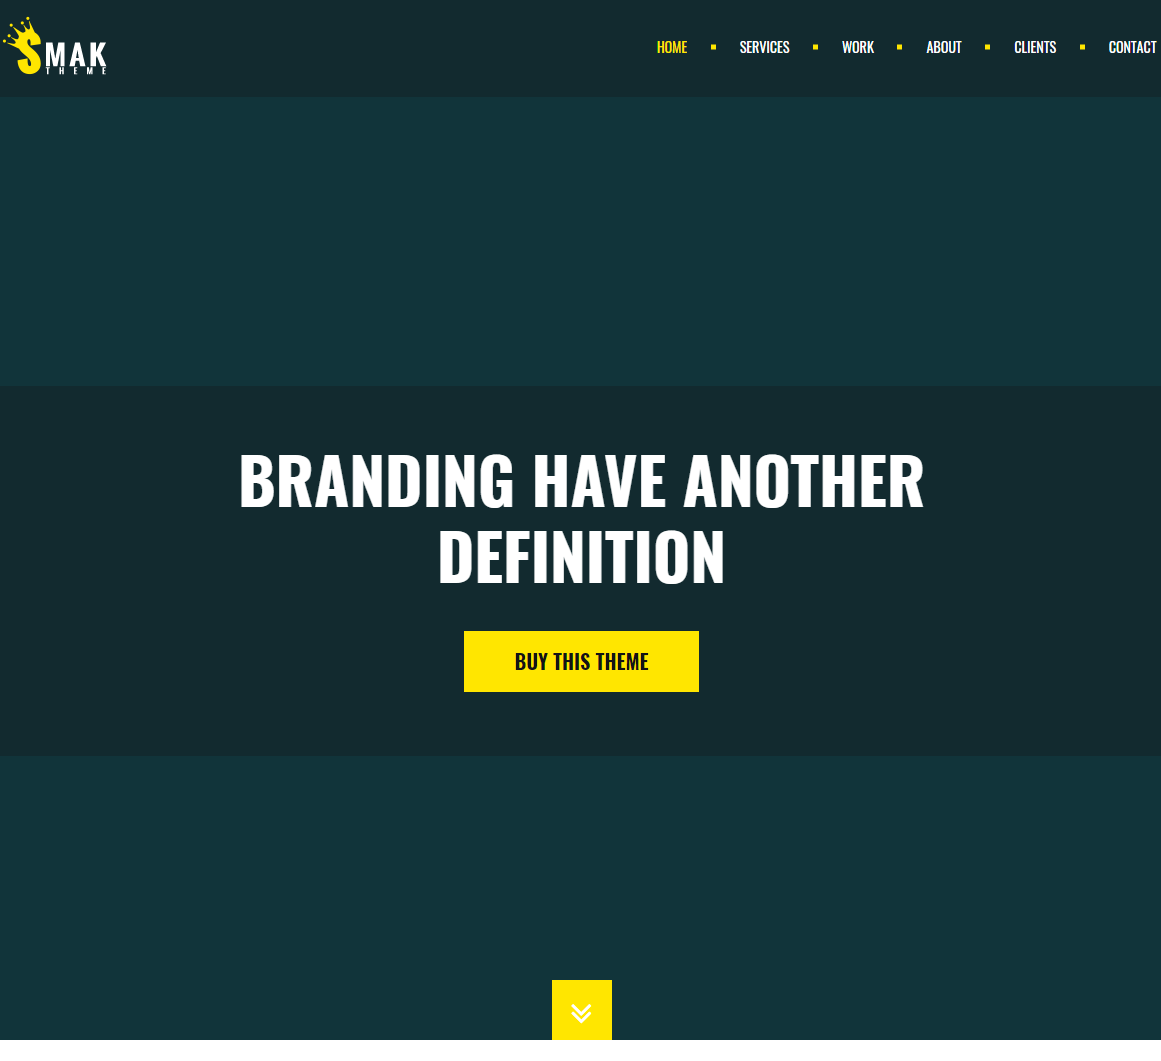 SMAK
THEME
HOME SERVICES WORK ABOUT CLIENTS CONTACT
BRANDING HAVE ANOTHER
DEFINITION
BUY THIS THEME